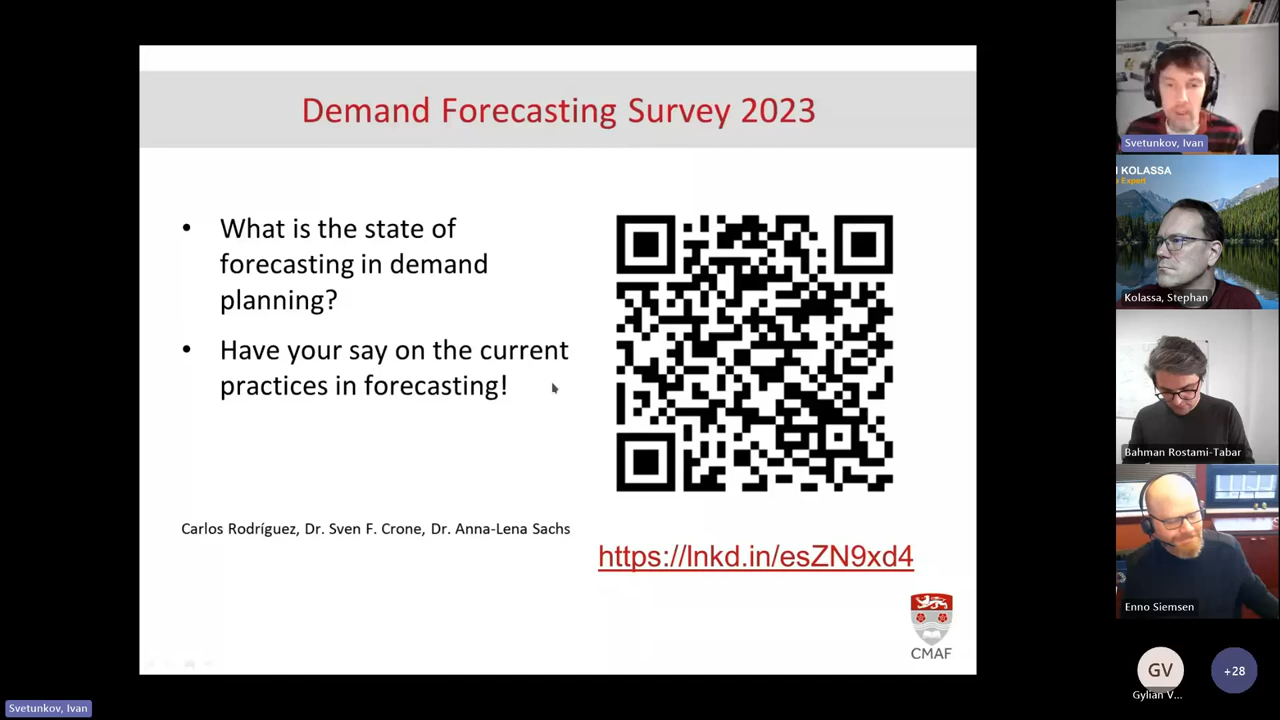 Demand Forecasting Survey 2023
• What is the state of
forecasting in demand
planning?
• Have your say on the current
practices in forecasting!
Carlos Rodríguez, Dr. Sven F. Crone, Dr. Anna-Lena Sachs
https://lnkd.in/esZN9xd4
CMAF
Svetunkov, Ivan
KOLASSA
Expert
Kolassa, Stephan
Bahman Rostami-Tabar
Enno Siemsen
GV
+28
Gylian V...
Svetunkov, Ivan